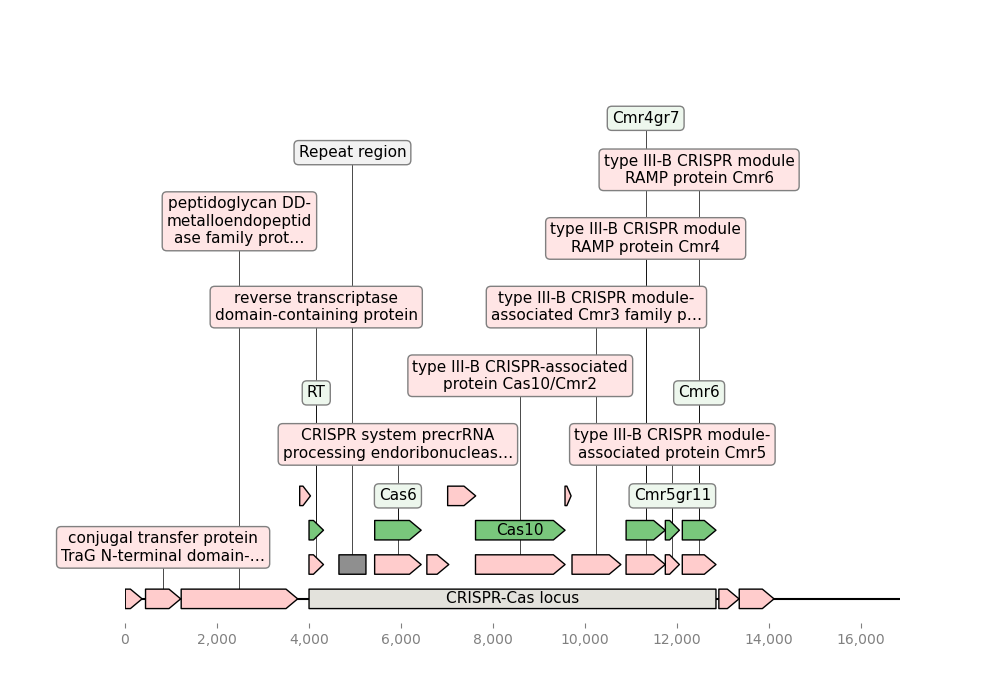 Cmr4gr7
Repeat region
type III-B CRISPR module
RAMP protein Cmr6
peptidoglycan DD-
metalloendopeptid
ase family prot…
type III-B CRISPR module
RAMP protein Cmr4
reverse transcriptase
domain-containing protein
type III-B CRISPR module-
associated Cmr3 family p…
type III-B CRISPR-associated
protein Cas10/Cmr2
RT
Cmr6
CRISPR system precrRNA
processing endoribonucleas…
type III-B CRISPR module-
associated protein Cmr5
Cas6
Cmr5gr11
Cas10
conjugal transfer protein
TraG N-terminal domain-…
CRISPR-Cas locus
0
2,000
4,000
6,000
8,000
10,000
12,000
14,000
16,000